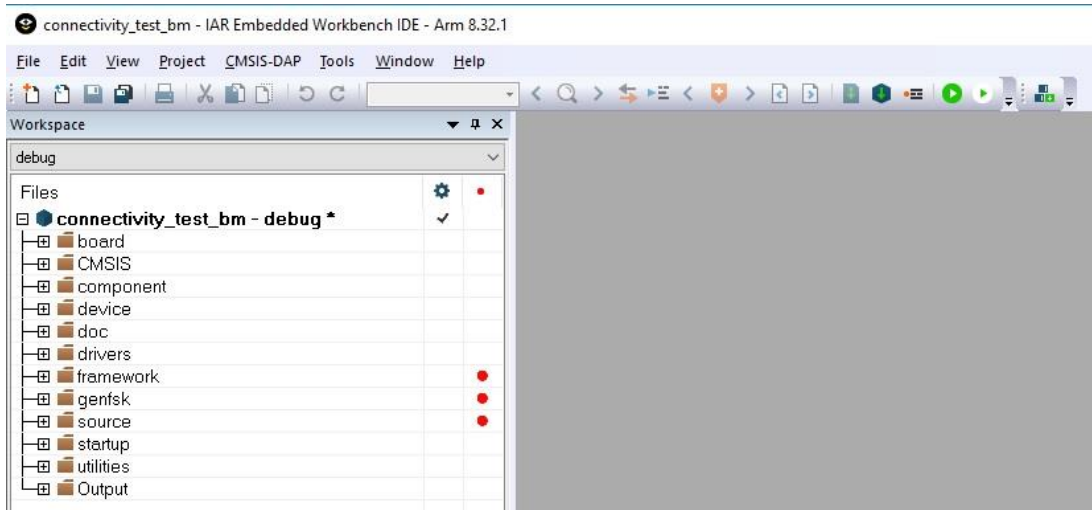 connectivity_test_bm - IAR Embedded Workbench IDE - Arm 8.32.1
File Edit View Project CMSIS-DAP Tools Window Help
Workspace
debug
Files
connectivity_test_bm - debug *
board
CMSIS
component
device
doc
drivers
framework
genfsk
source
startup
utilities
Output